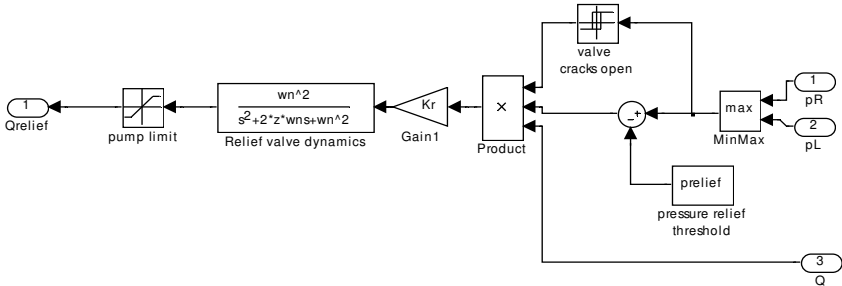 valve
cracks open
1
Qrelief
pump limit
wn^2
s^2+2*z*wns+wn^2
Relief valve dynamics
Kr
Gain1
×
Product
-
+
max
MinMax
1
pR
2
pL
prelief
pressure relief
threshold
3
Q